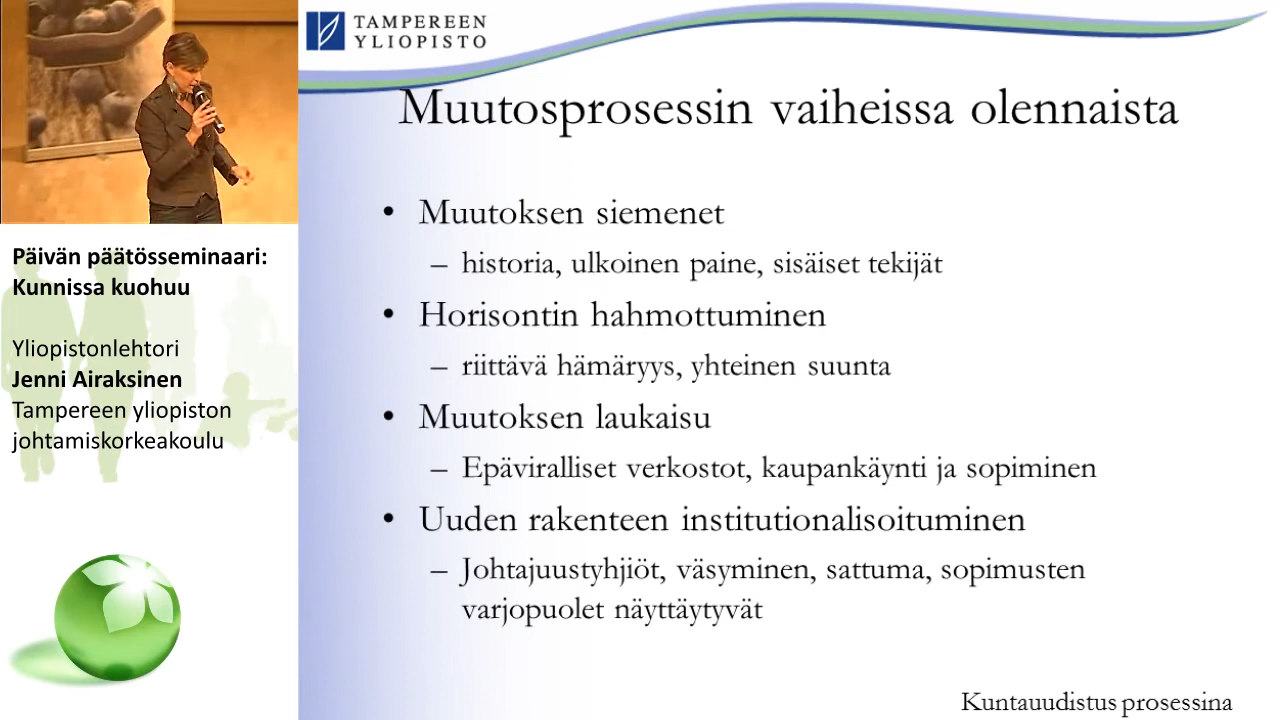 TAMPEREEN
YLIOPISTO
Muutosprosessin vaiheissa olennaista
• Muutoksen siemenet
– historia, ulkoinen paine, sisäiset tekijät
• Horisontin hahmottuminen
– riittävä hämäryys, yhteinen suunta
• Muutoksen laukaisu
– Epäviralliset verkostot, kaupankäynti ja sopiminen
• Uuden rakenteen institutionalisoituminen
– Johtajuustyhjiöt, väsyminen, sattuma, sopimusten
varjopuolet näyttäytyvät
Kuntauudistus prosessina
Päivän päätösseminaari:
Kunnissa kuohuu
Yliopistonlehtori
Jenni Airaksinen
Tampereen yliopiston
johtamiskorkeakoulu